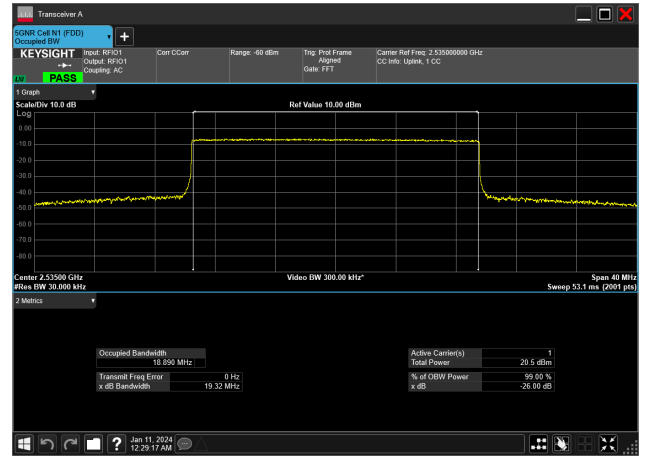 Transceiver A
5GNR Cell N1 (FDD)
Occupied BW
KEYSIGHT
LNI
PASS
Input: RFIO1
Output: RFIO1
Coupling: AC
Corr CCorr
Range: -60 dBm
Trig: Prot Frame
Aligned
Gate: FFT
Carrier Ref Freq: 2.535000000 GHz
CC Info: Uplink, 1 CC
1 Graph
Scale/Div 10.0 dB
Ref Value 10.00 dBm
Log
0.00
-10.0
-20.0
-30.0
-40.0
-50.0
-60.0
-70.0
-80.0
Center 2.53500 GHz
Video BW 300.00 kHz*
Span 40 MHz
#Res BW 30.000 kHz
Sweep 53.1 ms (2001 pts)
2 Metrics
Occupied Bandwidth
18.890 MHz
Transmit Freq Error 0 Hz
x dB Bandwidth 19.32 MHz
Active Carrier(s) 1
Total Power 20.5 dBm
% of OBW Power 99.00 %
x dB -26.00 dB
?
Jan 11, 2024
12:29:17 AM